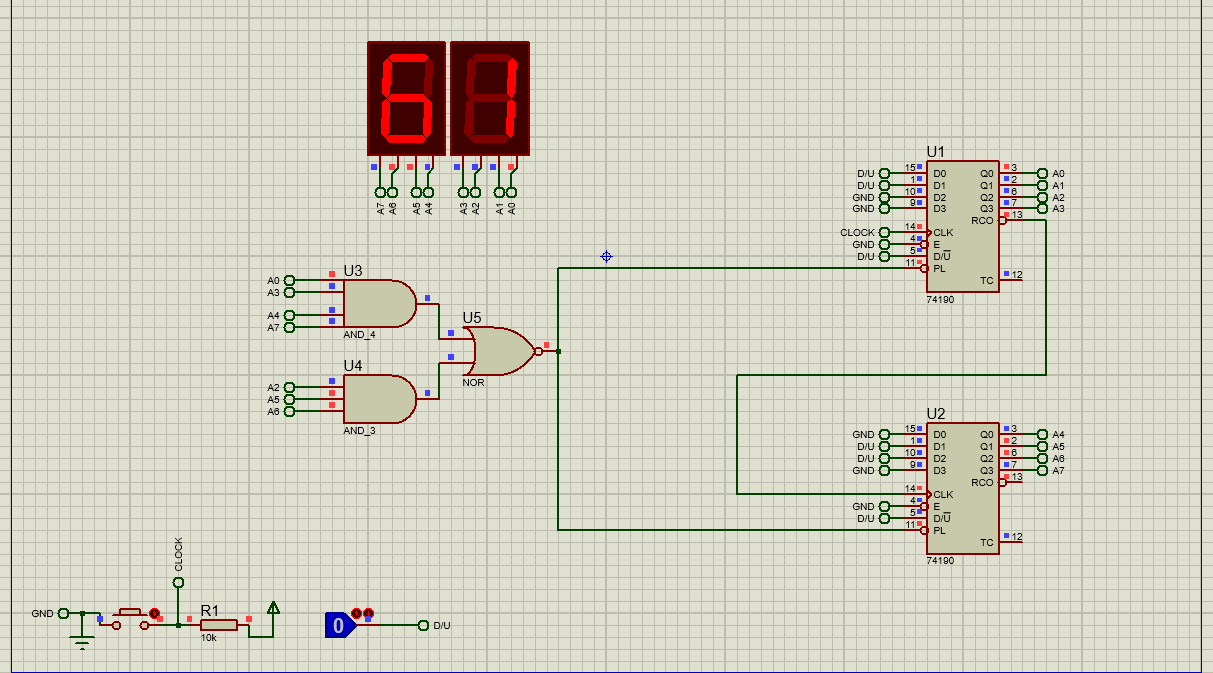 61
A7 A6 A5 A4 A3 A2 A1 A0
U1
D/U 15 D0 Q0 3 A0
D/U 1 D1 Q1 2 A1
GND 10 D2 Q2 6 A2
GND 9 D3 Q3 7 A3
RCO 13
CLOCK 14 CLK
GND 4 E
D/U 5 D/U
11 PL
TC 12
74190
U3
A0
A3
A4
A7
AND_4
U5
NOR
U4
A2
A5
A6
AND_3
U2
GND 15 D0 Q0 3 A4
D/U 1 D1 Q1 2 A5
D/U 10 D2 Q2 6 A6
GND 9 D3 Q3 7 A7
RCO 13
14 CLK
GND 4 E
D/U 5 D/U
11 PL
TC 12
74190
CLOCK
GND
R1
10k
0
D/U